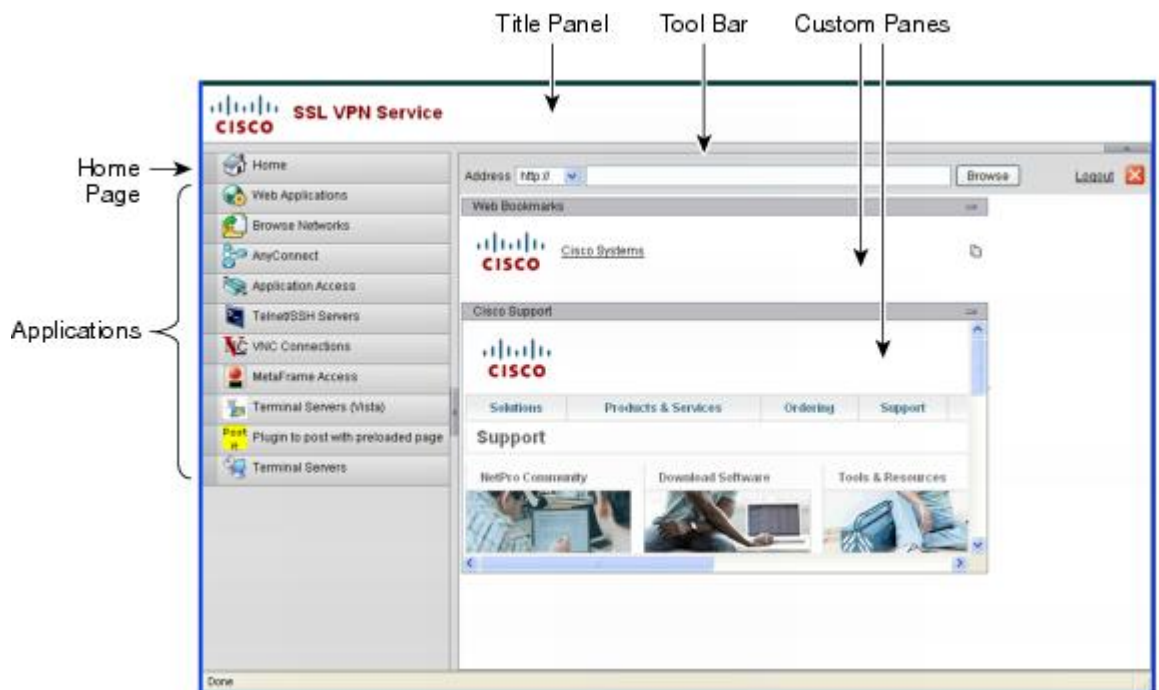 Title Panel Tool Bar Custom Panes
CISCO SSL VPN Service
Home Page
Applications
Home
Web Applications
Browse Networks
AnyConnect
Application Access
Telnet/SSH Servers
VNC VNC Connections
MetaFrame Access
Terminal Servers (Vista)
Post it Plugin to post with preloaded page
Terminal Servers
Address http:// Browse Logout
Web Bookmarks
CISCO Cisco Systems
Cisco Support
CISCO
Solutions Products & Services Ordering Support
Support
NetPro Community Download Software Tools & Resources
Done